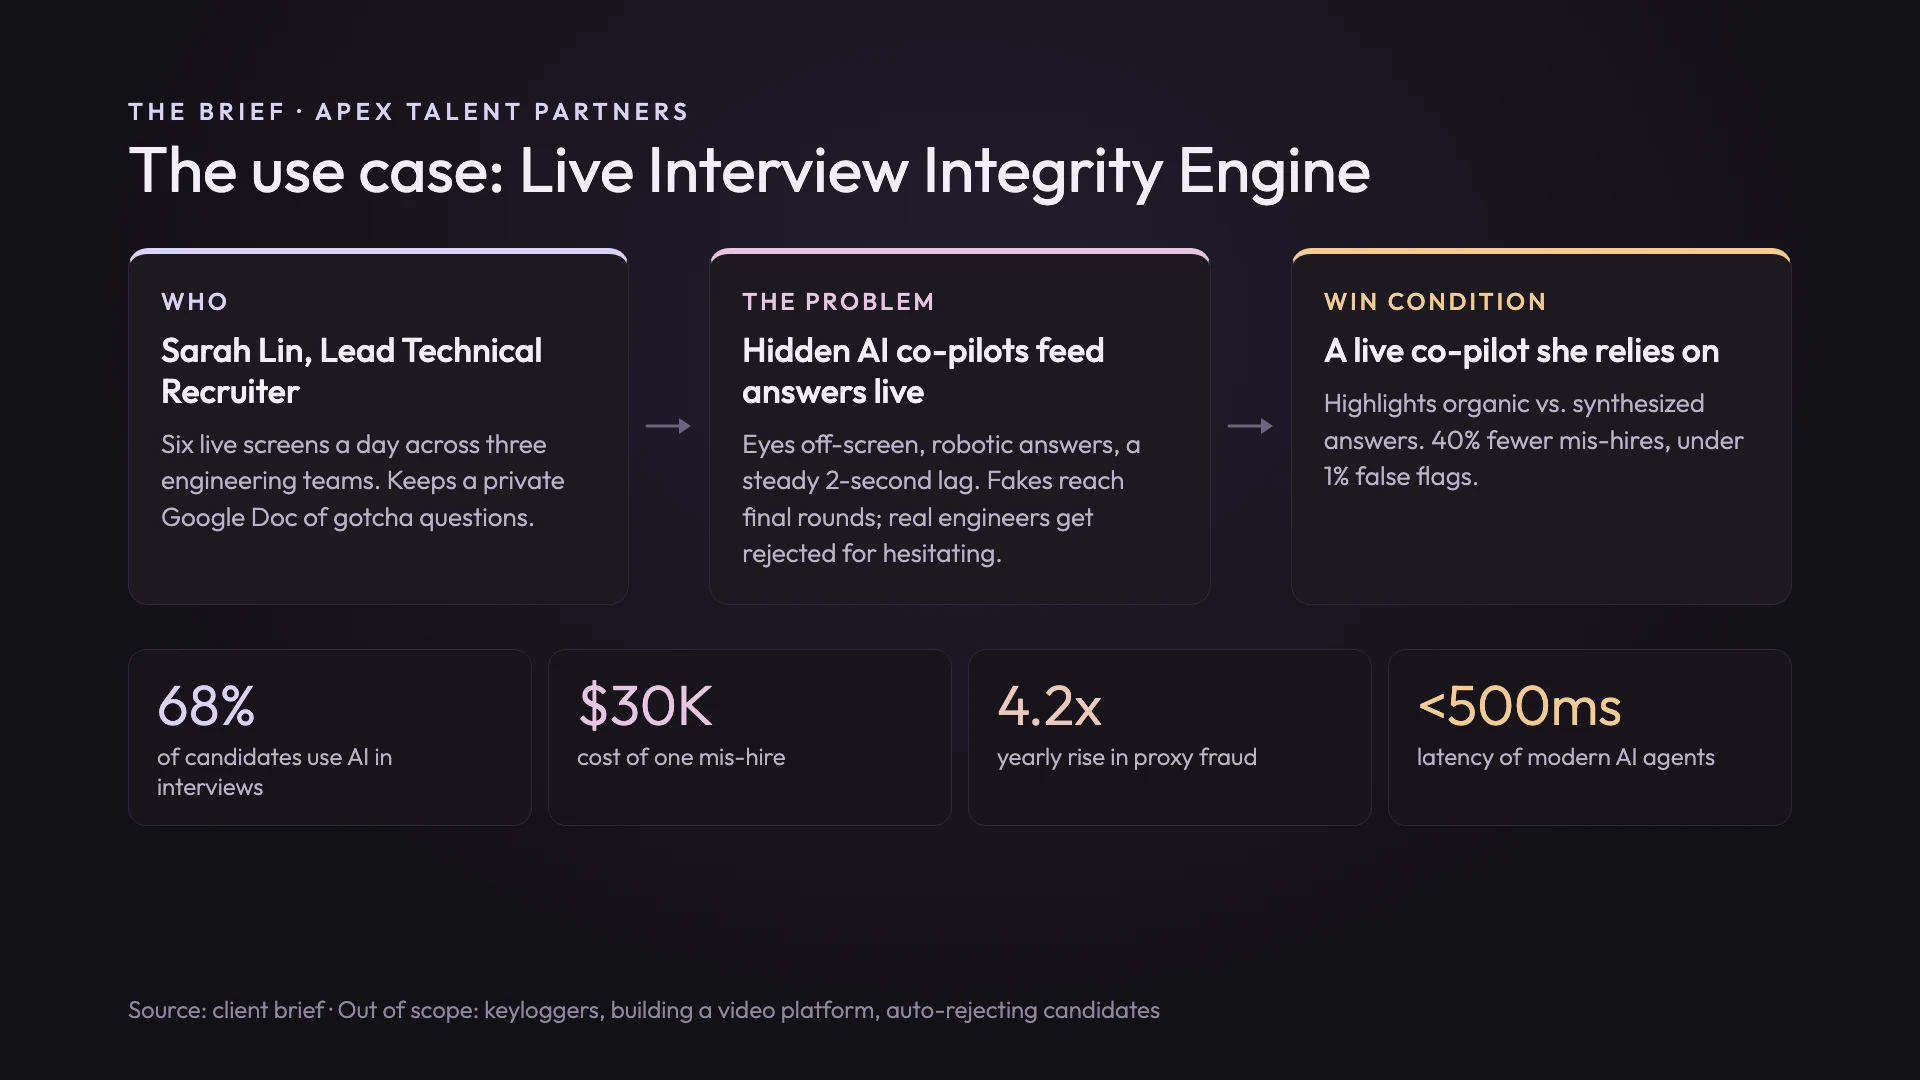 THE BRIEF · APEX TALENT PARTNERS
The use case: Live Interview Integrity Engine
WHO
Sarah Lin, Lead Technical
Recruiter
Six live screens a day across three
engineering teams. Keeps a private
Google Doc of gotcha questions.
THE PROBLEM
Hidden AI co-pilots feed
answers live
Eyes off-screen, robotic answers, a
steady 2-second lag. Fakes reach
final rounds; real engineers get
rejected for hesitating.
WIN CONDITION
A live co-pilot she relies on
Highlights organic vs. synthesized
answers. 40% fewer mis-hires, under
1% false flags.
68%
of candidates use AI in
interviews
$30K
cost of one mis-hire
4.2x
yearly rise in proxy fraud
<500ms
latency of modern AI agents
Source: client brief · Out of scope: keyloggers, building a video platform, auto-rejecting candidates